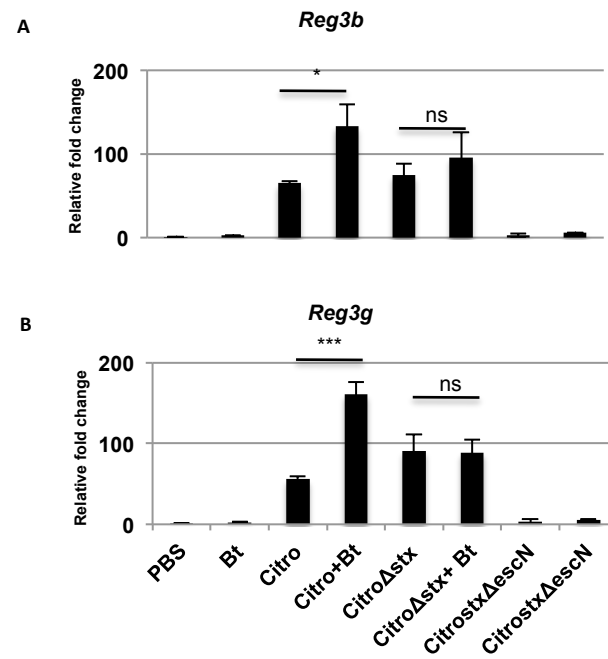 A
Reg3b
Relative fold change
200
100
0
*
ns
B
Reg3g
Relative fold change
200
100
0
***
ns
PBS
Bt
Citro
Citro+Bt
CitroΔstx
CitroΔstx+ Bt
CitrostxΔescN
CitrostxΔescN